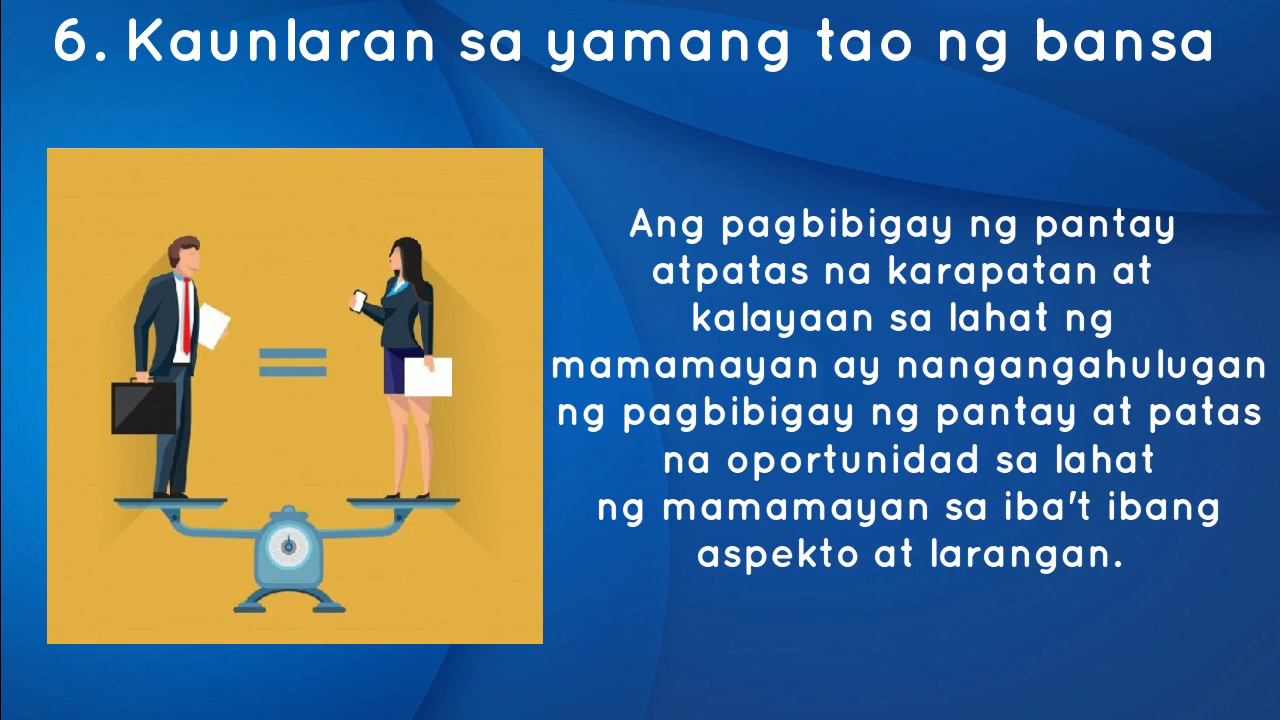 6. Kaunlaran sa yamang tao ng bansa
Ang pagbibigay ng pantay
atpatas na karapatan at
kalayaan sa lahat ng
mamamayan ay nangangahulugan
ng pagbibigay ng pantay at patas
na oportunidad sa lahat
ng mamamayan sa iba't ibang
aspekto at larangan.